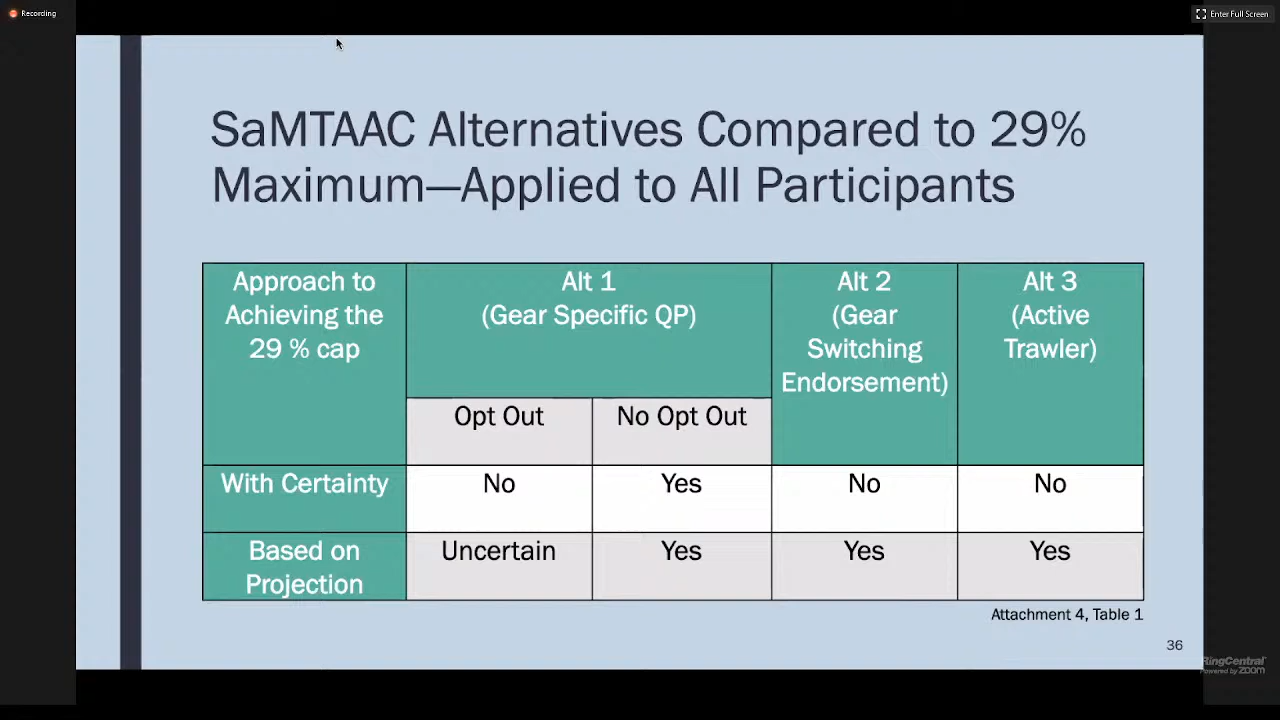 Recording
Enter Full Screen
SaMTAAC Alternatives Compared to 29%
Maximum—Applied to All Participants
Approach to
Achieving the
29 % cap
Alt 1
(Gear Specific QP)
Alt 2
(Gear
Switching
Endorsement)
Alt 3
(Active
Trawler)
Opt Out
No Opt Out
With Certainty
No
Yes
No
No
Based on
Projection
Uncertain
Yes
Yes
Yes
Attachment 4, Table 1
36
RingCentral
Powered by ZOOM